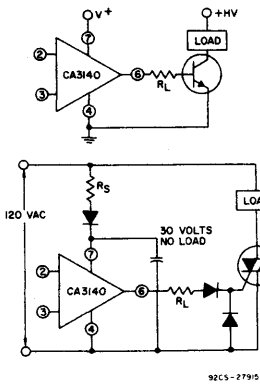 V+
+HV
LOAD
7
2
CA3140
6
3
RL
4
120 VAC
RS
30 VOLTS
NO LOAD
LOA
7
2
CA3140
6
3
RL
4
92CS-27915